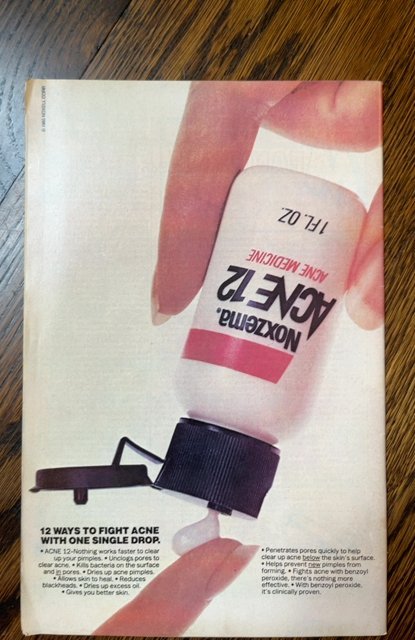 © 1985 NOXELL CORP.
1 FL. OZ.
ACNE MEDICINE
ACNE 12
Noxzema®
12 WAYS TO FIGHT ACNE
WITH ONE SINGLE DROP.
• ACNE 12-Nothing works faster to clear
up your pimples. • Unclogs pores to
clear acne. • Kills bacteria on the surface
and in pores. • Dries up acne pimples.
• Allows skin to heal. • Reduces
blackheads. • Dries up excess oil.
• Gives you better skin.
• Penetrates pores quickly to help
clear up acne below the skin's surface.
• Helps prevent new pimples from
forming. • Fights acne with benzoyl
peroxide, there's nothing more
effective. • With benzoyl peroxide,
it's clinically proven.